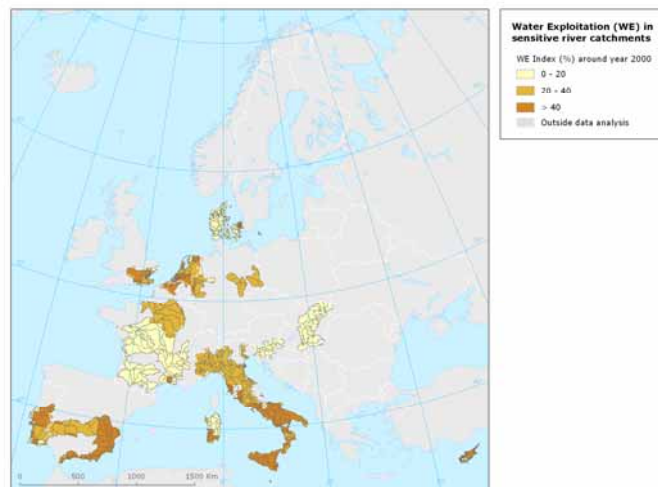 Water Exploitation (WE) in
sensitive river catchments
WE Index (%) around year 2000
0 - 20
20 - 40
> 40
Outside data analysis
0 500 1000 1500 Km